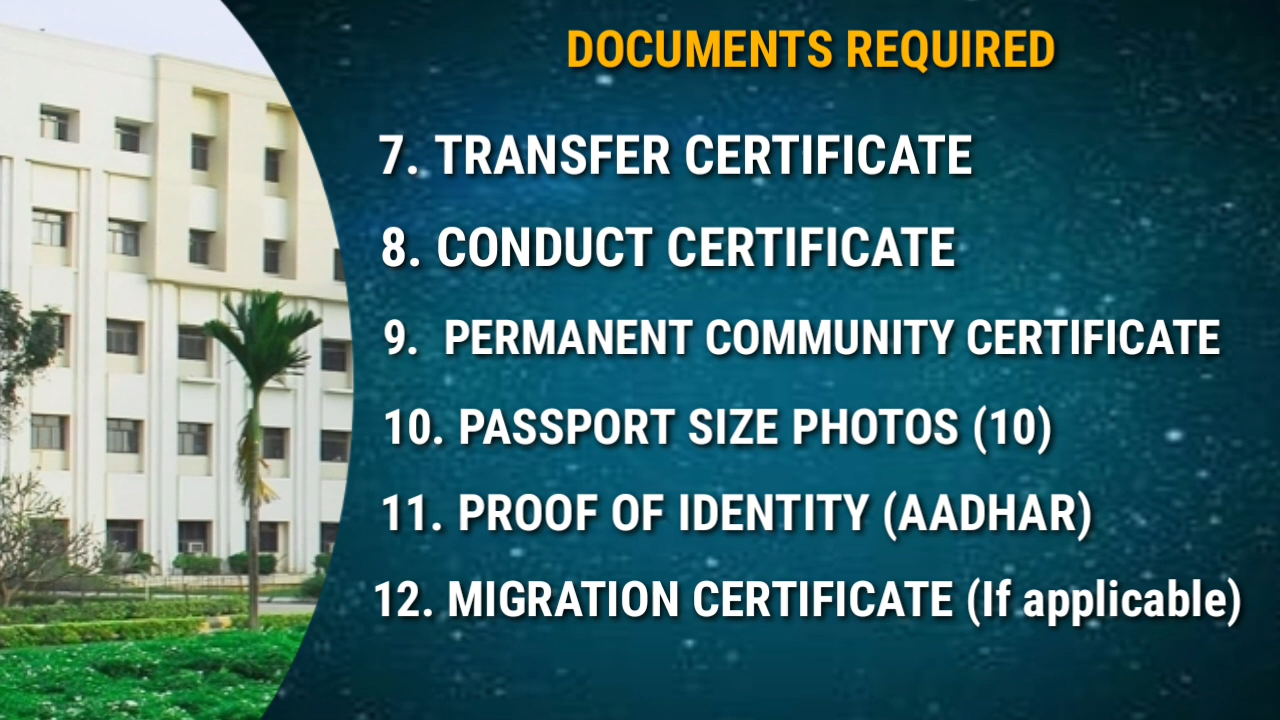 DOCUMENTS REQUIRED
7. TRANSFER CERTIFICATE
8. CONDUCT CERTIFICATE
9. PERMANENT COMMUNITY CERTIFICATE
10. PASSPORT SIZE PHOTOS (10)
11. PROOF OF IDENTITY (AADHAR)
12. MIGRATION CERTIFICATE (If applicable)